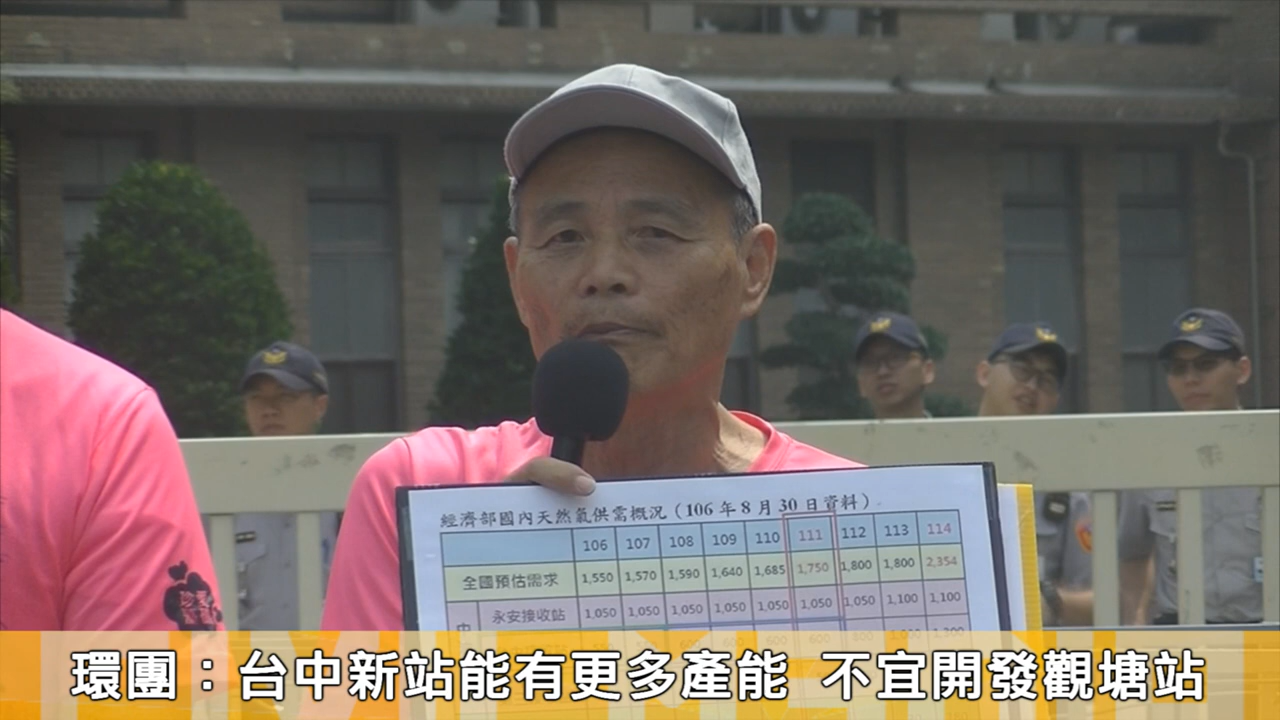 經濟部國內天然氣供需概況（106年8月30日資料）
106 107 108 109 110 111 112 113 114
全國預估需求 1,550 1,570 1,590 1,640 1,685 1,750 1,800 1,800 2,354
中 永安接收站 1,050 1,050 1,050 1,050 1,050 1,050 1,050 1,100 1,100
環團：台中新站能有更多產能 不宜開發觀塘站